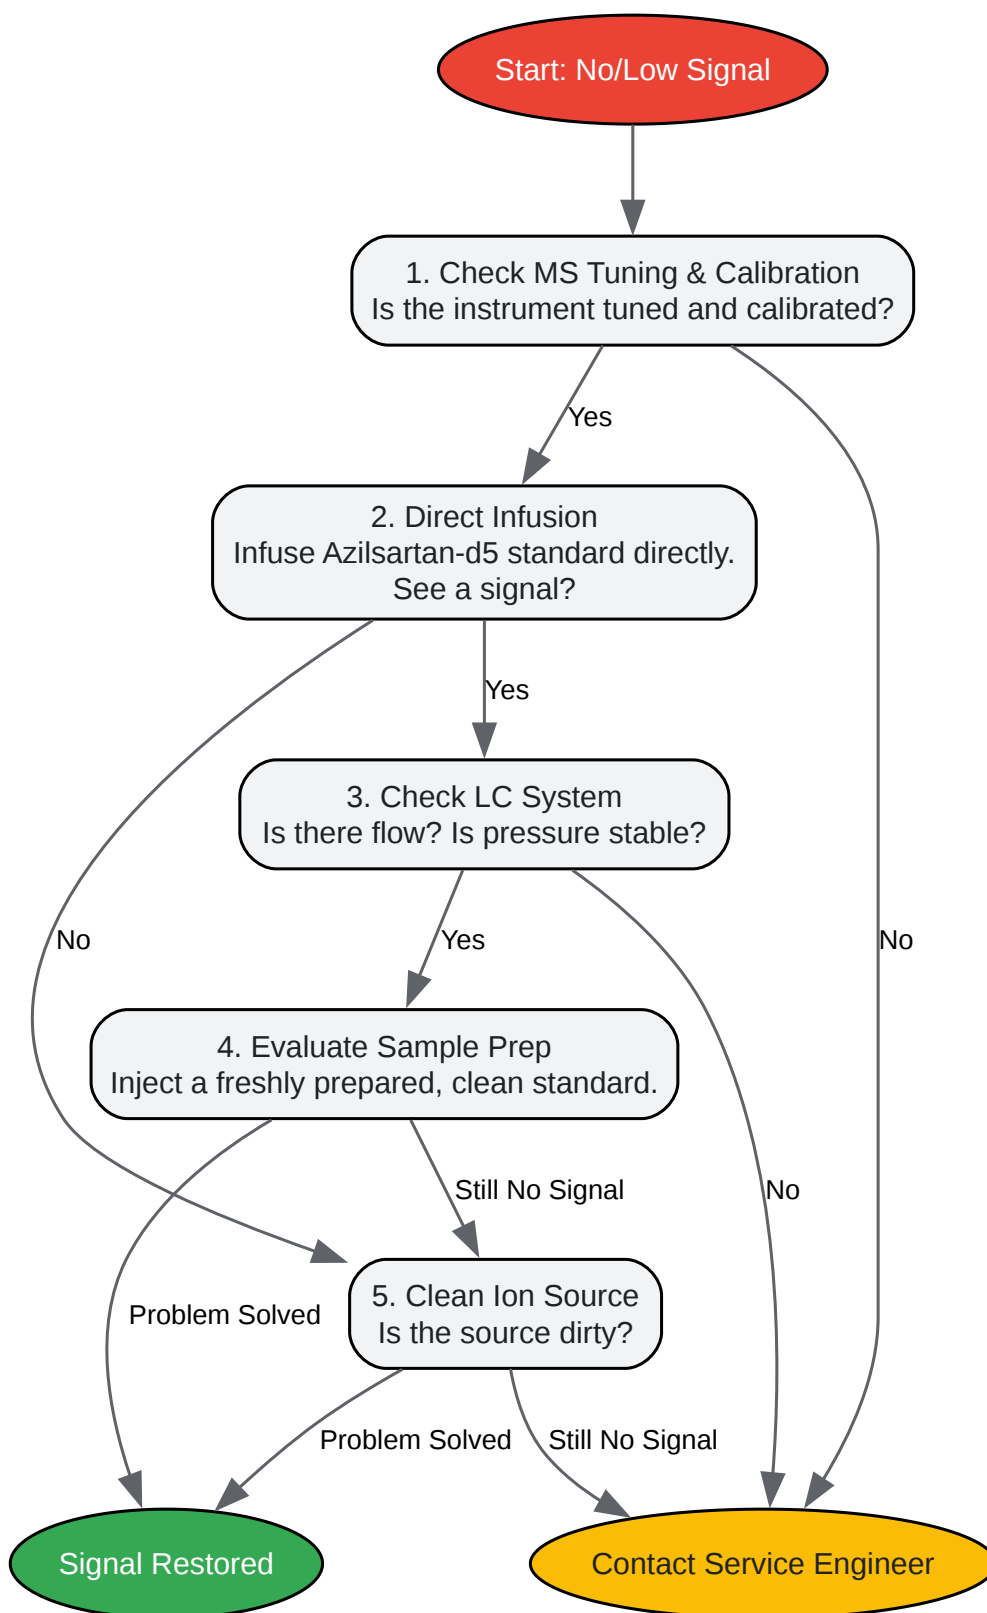 Start: No/Low Signal
1. Check MS Tuning & Calibration
Is the instrument tuned and calibrated?
Yes
2. Direct Infusion
Infuse Azilsartan-d5 standard directly.
See a signal?
Yes
3. Check LC System
Is there flow? Is pressure stable?
No
Yes
No
4. Evaluate Sample Prep
Inject a freshly prepared, clean standard.
Still No Signal
No
5. Clean Ion Source
Is the source dirty?
Problem Solved
Problem Solved
Still No Signal
Signal Restored
Contact Service Engineer